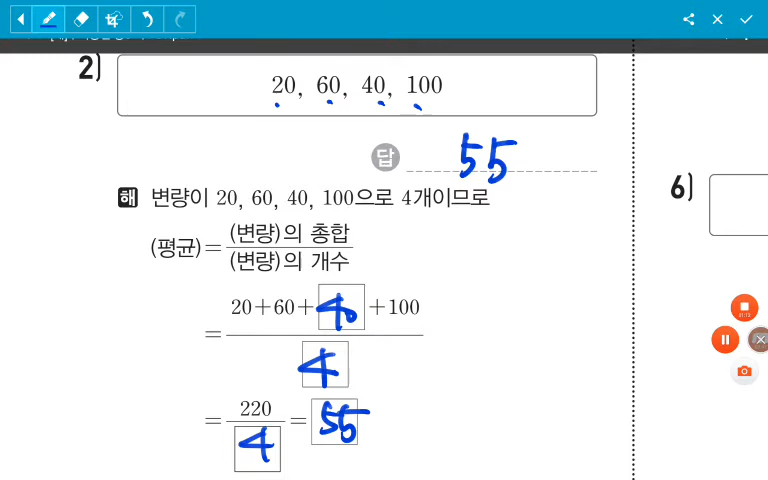 2)
20, 60, 40, 100
답 55
해 변량이 20, 60, 40, 100으로 4개이므로
(평균)=(변량)의 총합
(변량)의 개수
=20+60+40+100
4
=220
4
=55
6)